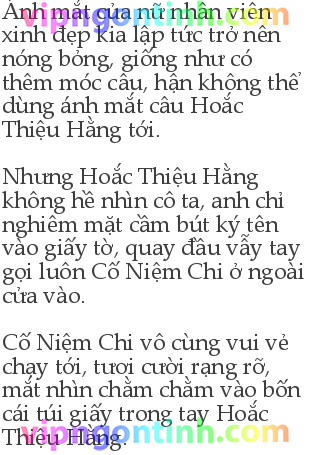 Ánh mắt của nữ nhân viên
xinh đẹp kia lập tức trở nên
nóng bỏng, giống như có
thêm móc câu, hận không thể
dùng ánh mắt câu Hoắc
Thiệu Hằng tới.
Nhưng Hoắc Thiệu Hằng
không hề nhìn cô ta, anh chỉ
nghiêm mặt cầm bút ký tên
vào giấy tờ, quay đầu vẫy tay
gọi luôn Cố Niệm Chi ở ngoài
cửa vào.
Cố Niệm Chi vô cùng vui vẻ
chạy tới, tươi cười rạng rỡ,
mắt nhìn chằm chằm vào bốn
cái túi giấy trong tay Hoắc
Thiệu Hằng.
vipngontinh.com
vipngontinh.com